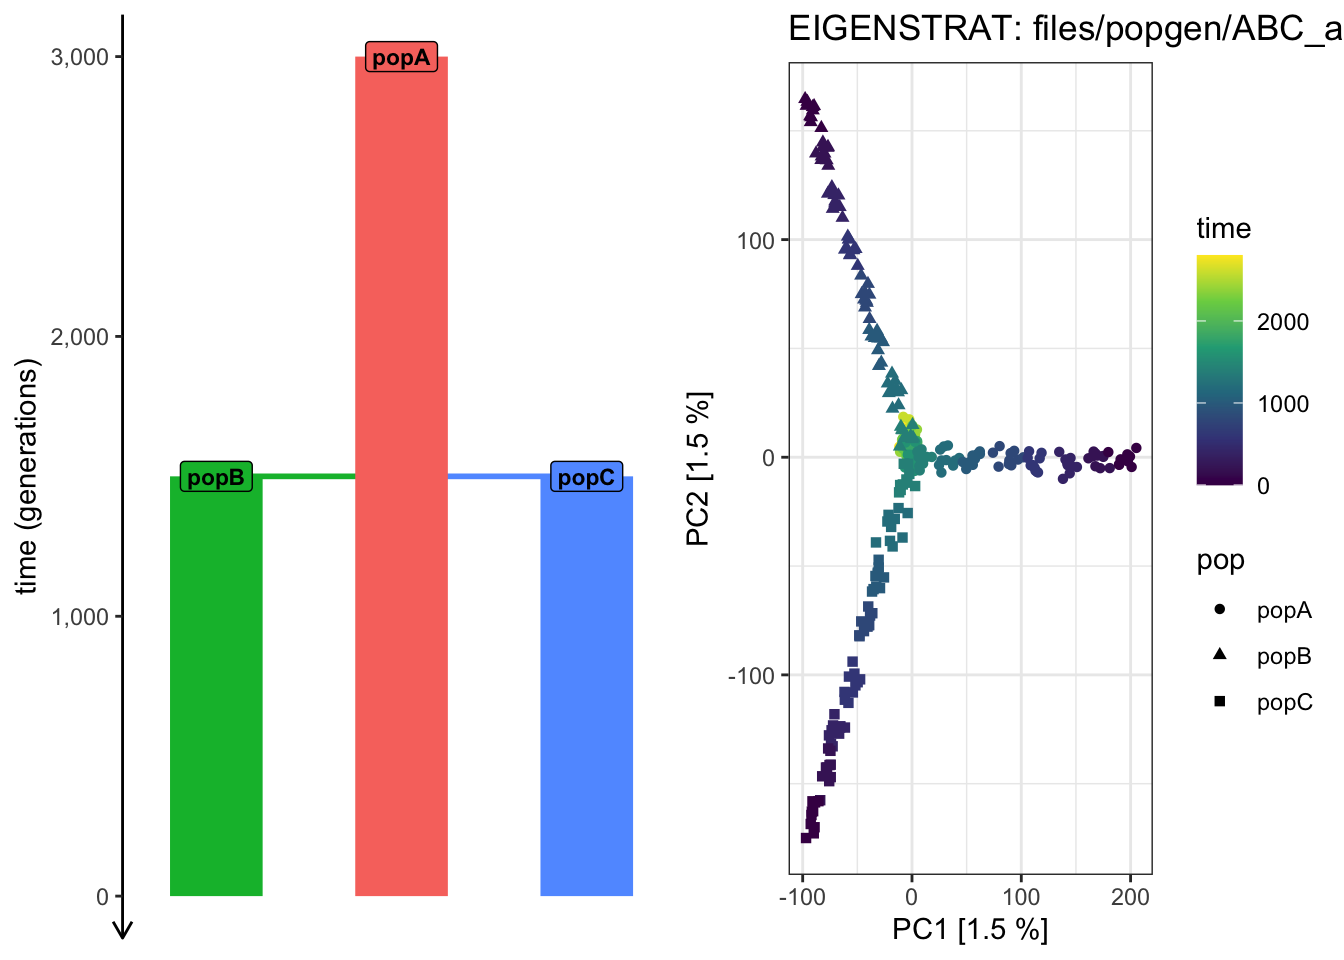 3,000
2,000
1,000
0
time (generations)
popA
popB
popC
EIGENSTRAT: files/popgen/ABC_a
100
0
-100
PC2 [1.5 %]
-100
0
100
200
PC1 [1.5 %]
time
2000
1000
0
pop
popA
popB
popC